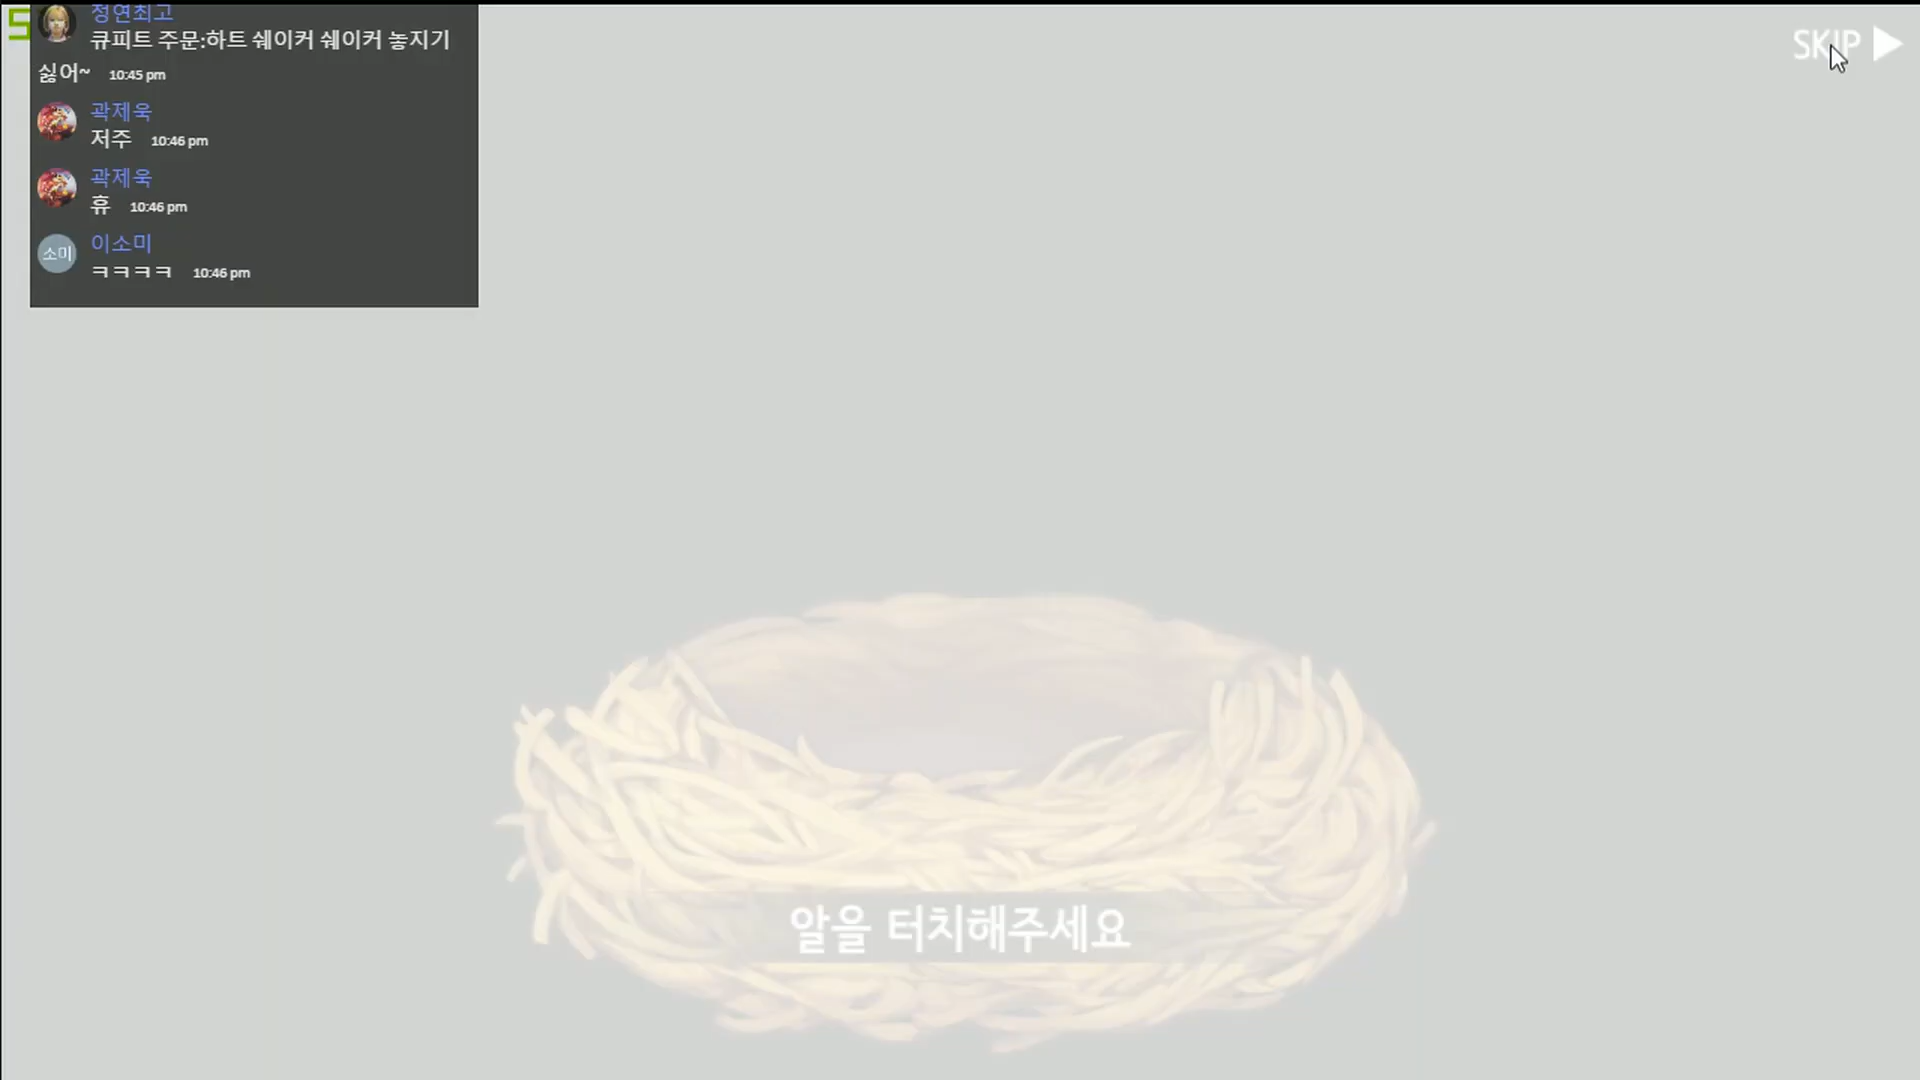 5
정연최고
큐피트 주문:하트 쉐이커 쉐이커 놓지기
싫어~ 10:45 pm
곽제욱
저주 10:46 pm
곽제욱
휴 10:46 pm
소미
이소미
ㅋㅋㅋㅋ 10:46 pm
SKIP
알을 터치해주세요